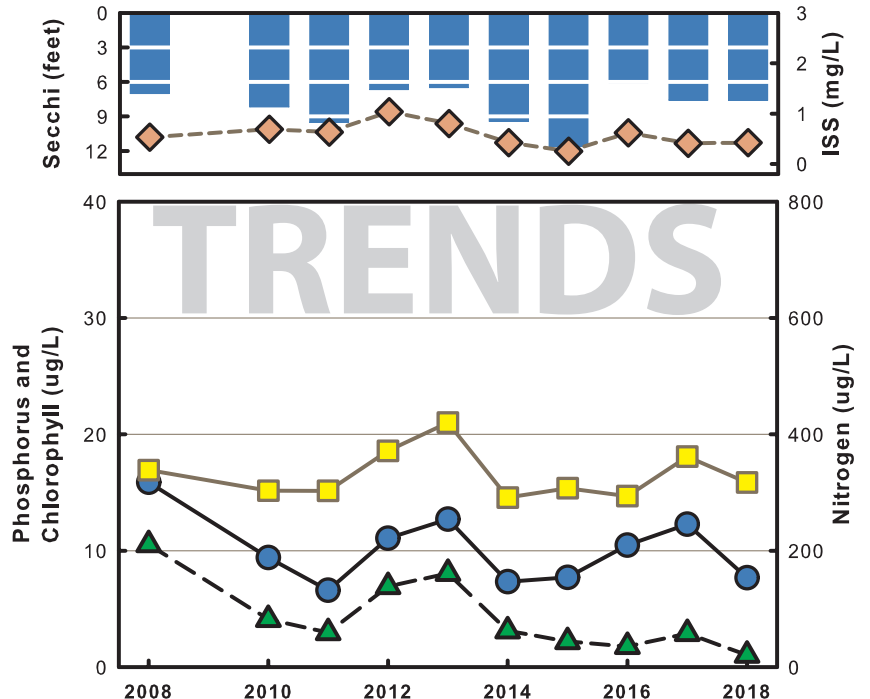 Secchi (feet)
0
3
6
9
12
3
2
1
0
ISS (mg/L)
TRENDS
Phosphorus and
Chlorophyll (ug/L)
40
30
20
10
0
800
600
400
200
0
Nitrogen (ug/L)
2008 2010 2012 2014 2016 2018